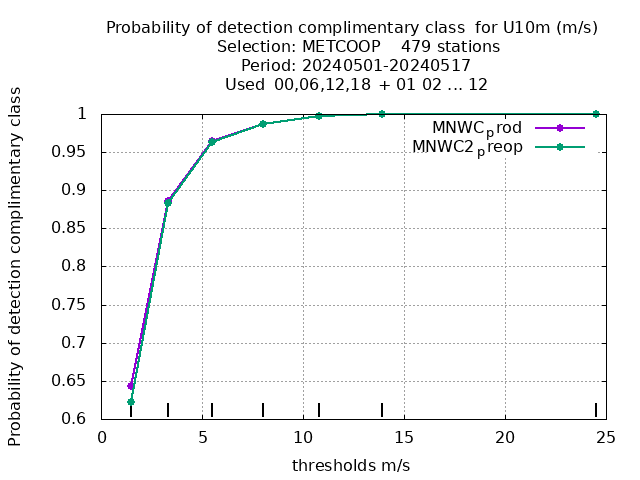 Probability of detection complimentary class  for U10m (m/s)
Selection: METCOOP    479 stations
Period: 20240501-20240517
Used  00,06,12,18 + 01 02 ... 12
Probability of detection complimentary class
1
0.95
0.9
0.85
0.8
0.75
0.7
0.65
0.6
MNWCprod
MNWC2preop
0 5 10 15 20 25
thresholds m/s